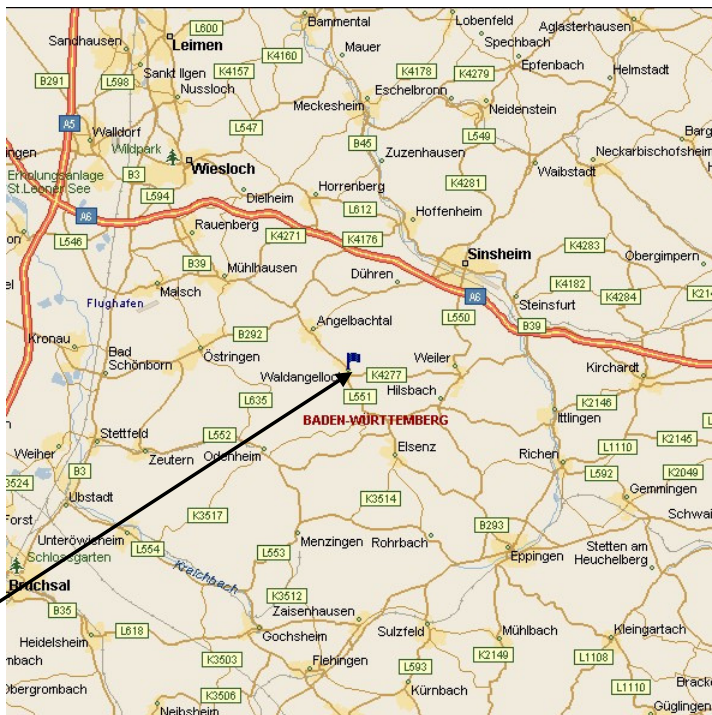 L600
Bammental
Lobenfeld
Aglasterhausen
Sandhausen
Leimen
K4160
Mauer
Spechbach
B291
Sankt Ilgen
K4157
K4178
K4279
Epfenbach
L598
Nussloch
Eschelbronn
Helmstadt
Meckesheim
Neidenstein
A5
L547
B45
L549
Walldorf
Wildpark
Zuzenhausen
Neckarbischofsheim
Erholungsanlage
St.Leoner See
B3
Wiesloch
Waibstadt
L594
Dielheim
Horrenberg
K4281
A6
L612
Hoffenheim
L546
Rauenberg
K4271
K4176
Sinsheim
K4283
B39
Mühlhausen
Dühren
K4182
Obergimpern
Malsch
A6
Steinsfurt
K4284
Flughafen
Angelbachtal
L550
B39
Kronau
B292
Bad
Schönborn
Östringen
Weiler
Kirchardt
Waldangelloch
K4277
L635
L551
Hilsbach
K2146
BADEN-WÜRTTEMBERG
Ittlingen
Weiher
Stettfeld
L552
Elsenz
L1110
K2145
B3
Zeutern
Odenheim
Richen
L592
K2049
3524
Ubstadt
K3514
Gemmingen
Forst
K3517
B293
Schwai
Unteröwisheim
L554
L553
Menzingen
Rohrbach
Eppingen
Stetten am
Heuchelberg
Schlossgarten
Kraichbach
Bruchsal
K3512
B35
Zaisenhausen
Heidelsheim
L618
Gochsheim
Sulzfeld
Mühlbach
Kleingartach
K3503
Flehingen
L593
K2149
L1108
Obergrombach
K3506
Kürnbach
L1110
Neibsheim
Güglingen